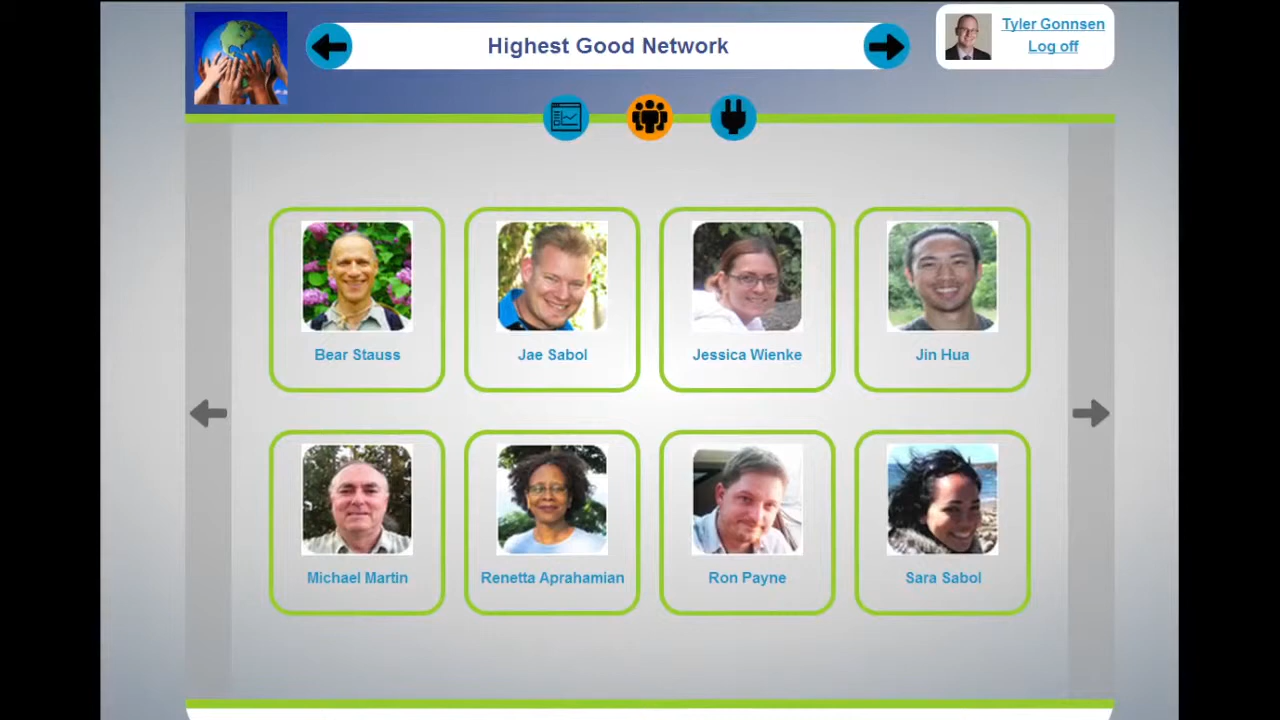 Highest Good Network
Tyler Gonnsen
Log off
Bear Stauss
Jae Sabol
Jessica Wienke
Jin Hua
Michael Martin
Renetta Aprahamian
Ron Payne
Sara Sabol